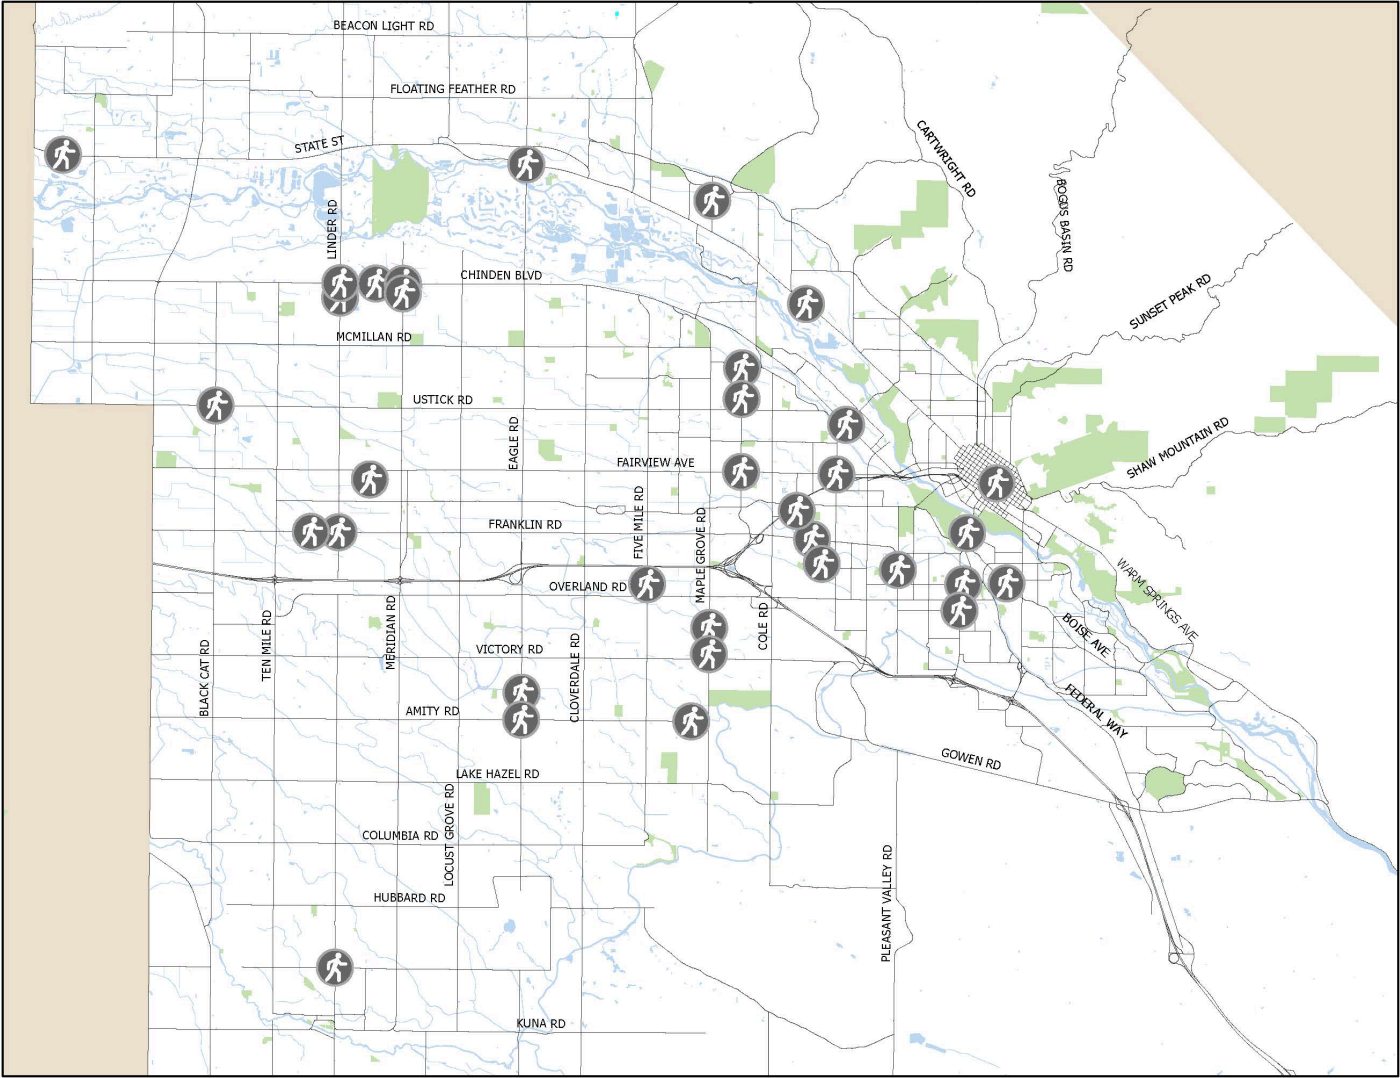 BEACON LIGHT RD
FLOATING FEATHER RD
STATE ST
CARTWRIGHT RD
BOGUS BASIN RD
LINDER RD
CHINDEN BLVD
SUNSET PEAK RD
MCMILLAN RD
USTICK RD
EAGLE RD
SHAW MOUNTAIN RD
FAIRVIEW AVE
FIVE MILE RD
FRANKLIN RD
MAPLE GROVE RD
OVERLAND RD
WARM SPRINGS AVE
BLACK CAT RD
TEN MILE RD
MERIDIAN RD
VICTORY RD
CLOVERDALE RD
COLE RD
BOISE AVE
AMITY RD
FEDERAL WAY
GOWEN RD
LAKE HAZEL RD
LOCUST GROVE RD
COLUMBIA RD
PLEASANT VALLEY RD
HUBBARD RD
KUNA RD